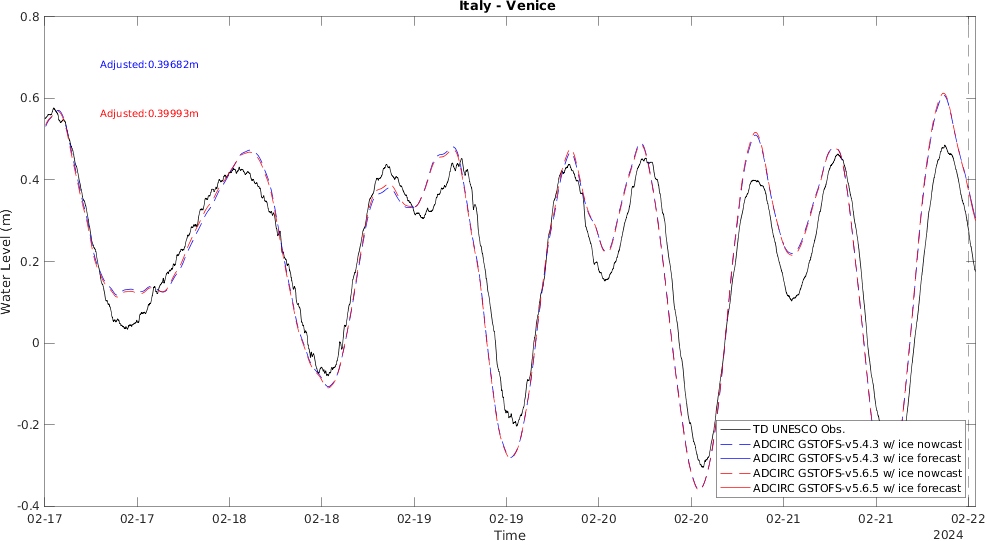 Italy - Venice
Adjusted:0.39682m
Adjusted:0.39993m
Water Level (m)
0.8
0.6
0.4
0.2
0
-0.2
-0.4
TD UNESCO Obs.
ADCIRC GSTOFS-v5.4.3 w/ ice nowcast
ADCIRC GSTOFS-v5.4.3 w/ ice forecast
ADCIRC GSTOFS-v5.6.5 w/ ice nowcast
ADCIRC GSTOFS-v5.6.5 w/ ice forecast
02-17 02-17 02-18 02-18 02-19 02-19 02-20 02-20 02-21 02-21 02-22
Time
2024